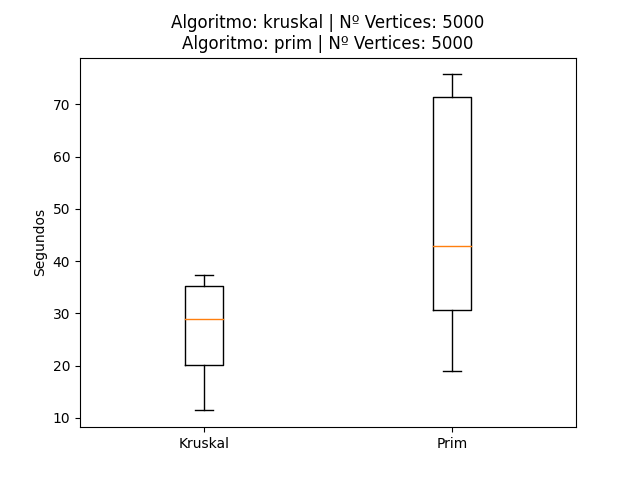 Algoritmo: kruskal | Nº Vertices: 5000
Algoritmo: prim | Nº Vertices: 5000
Segundos
70
60
50
40
30
20
10
Kruskal
Prim